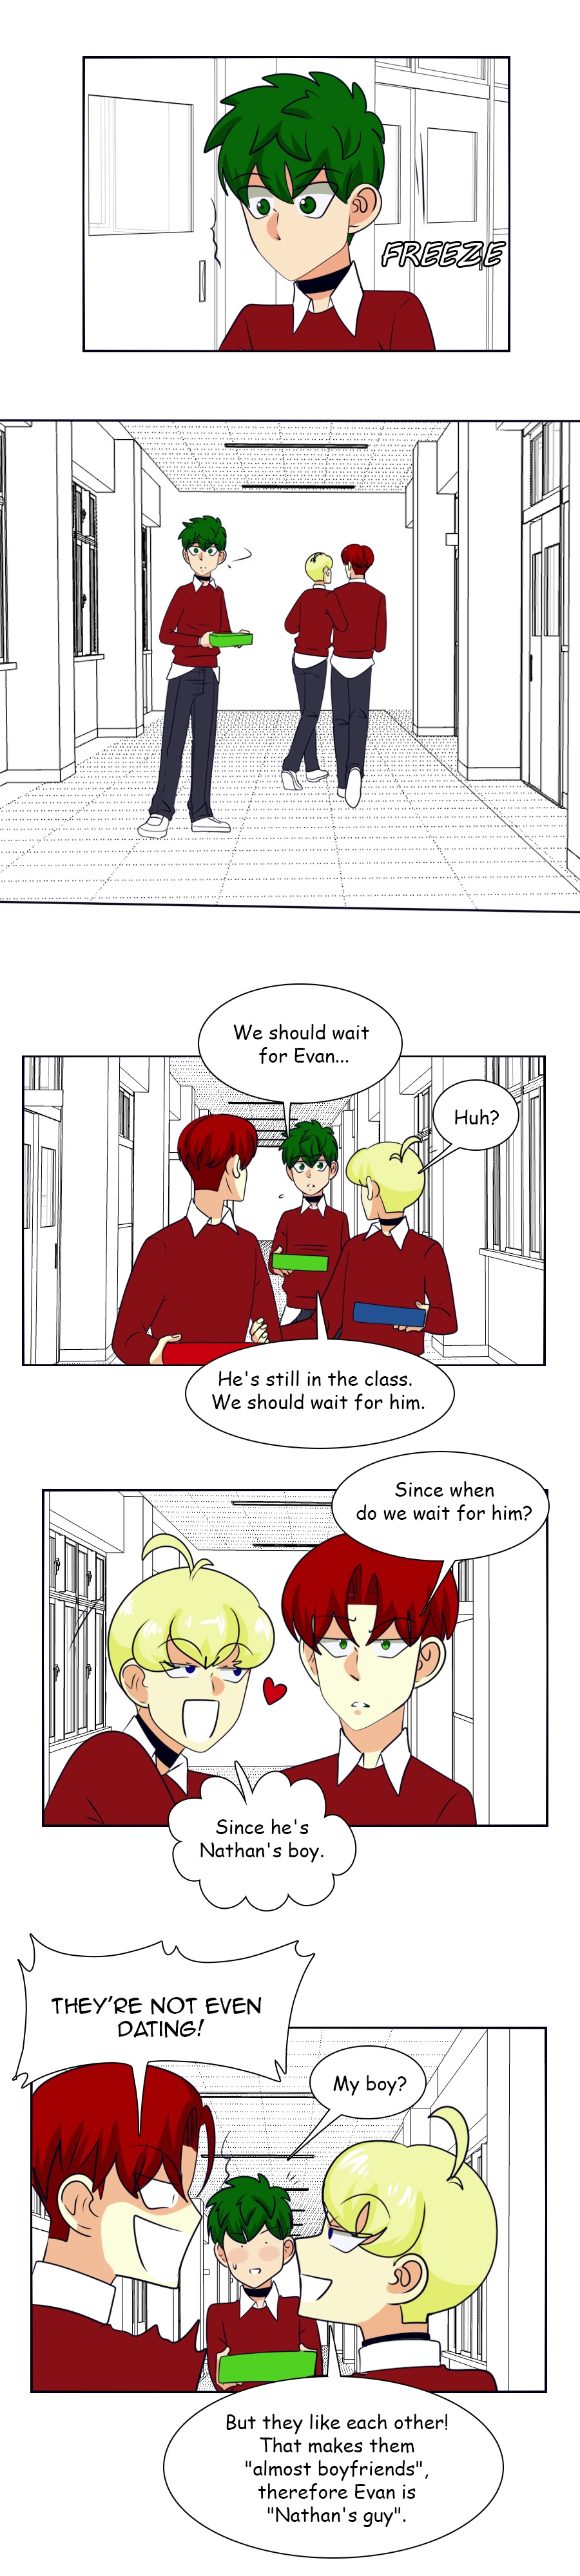 FREEZE
We should wait
for Evan...
Huh?
He's still in the class.
We should wait for him.
Since when
do we wait for him?
Since he's
Nathan's boy.
THEY'RE NOT EVEN
DATING!
My boy?
But they like each other!
That makes them
"almost boyfriends",
therefore Evan is
"Nathan's guy".